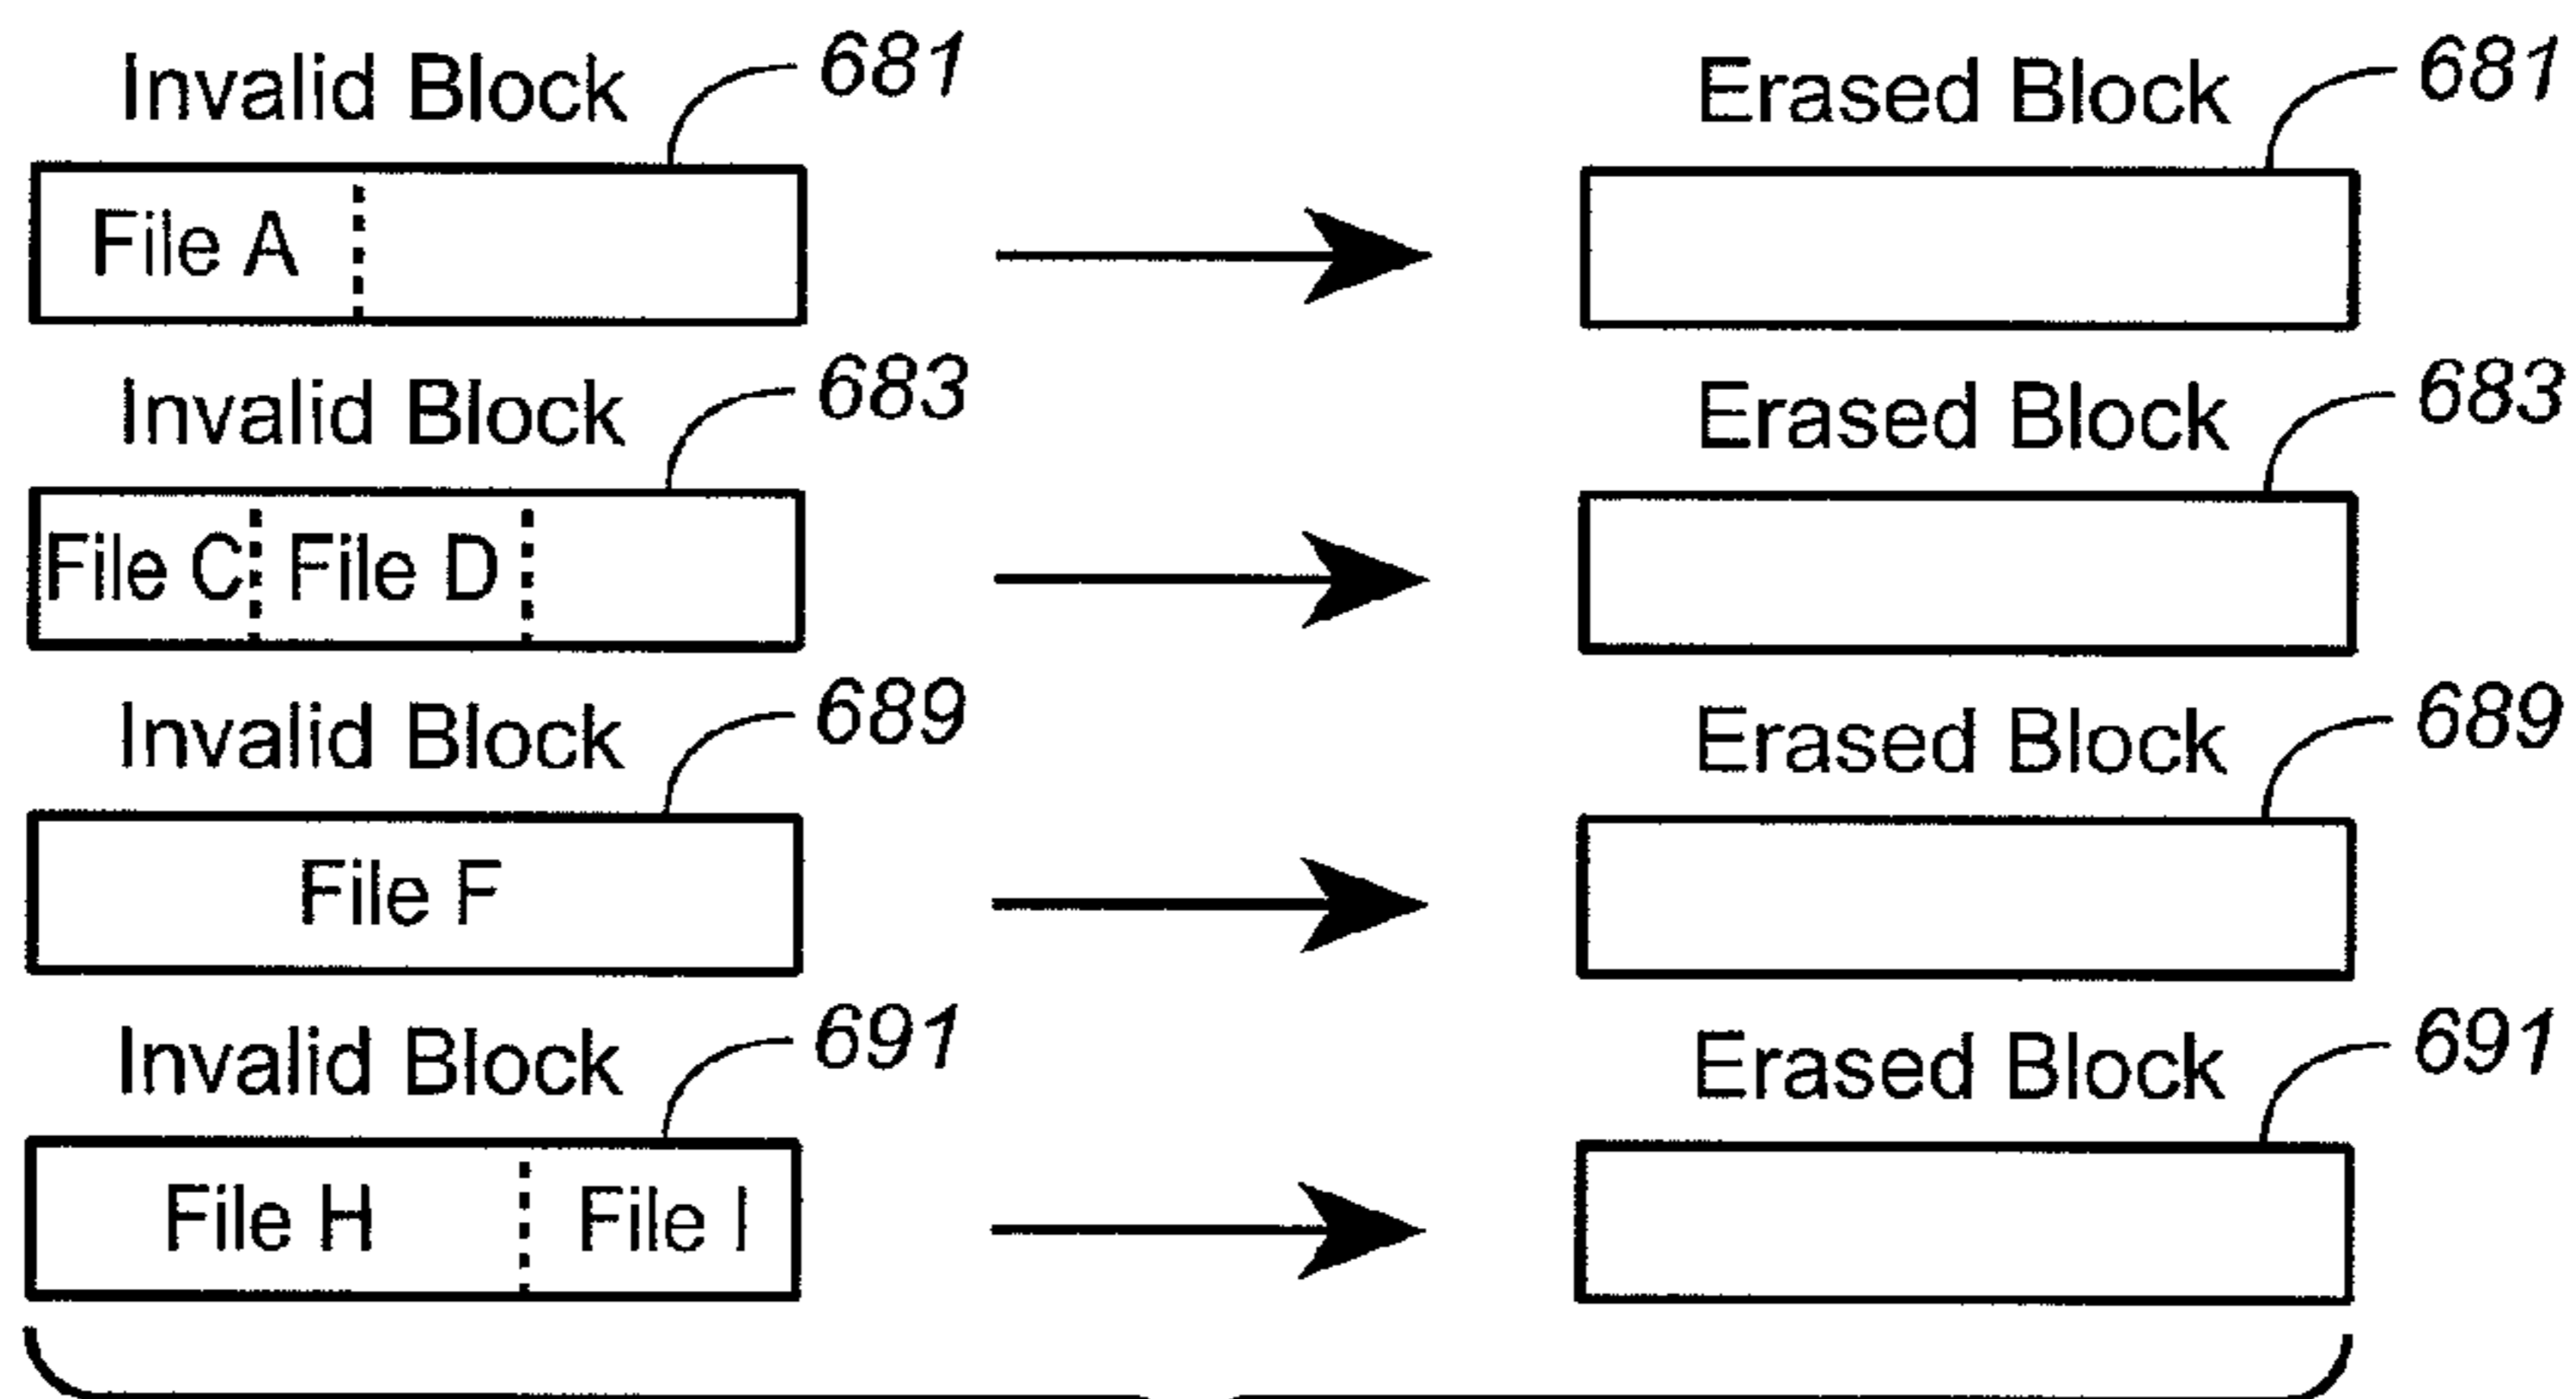 Invalid Block 681 Erased Block 681
File A
Invalid Block 683 Erased Block 683
File C File D
Invalid Block 689 Erased Block 689
File F
Invalid Block 691 Erased Block 691
File H File I